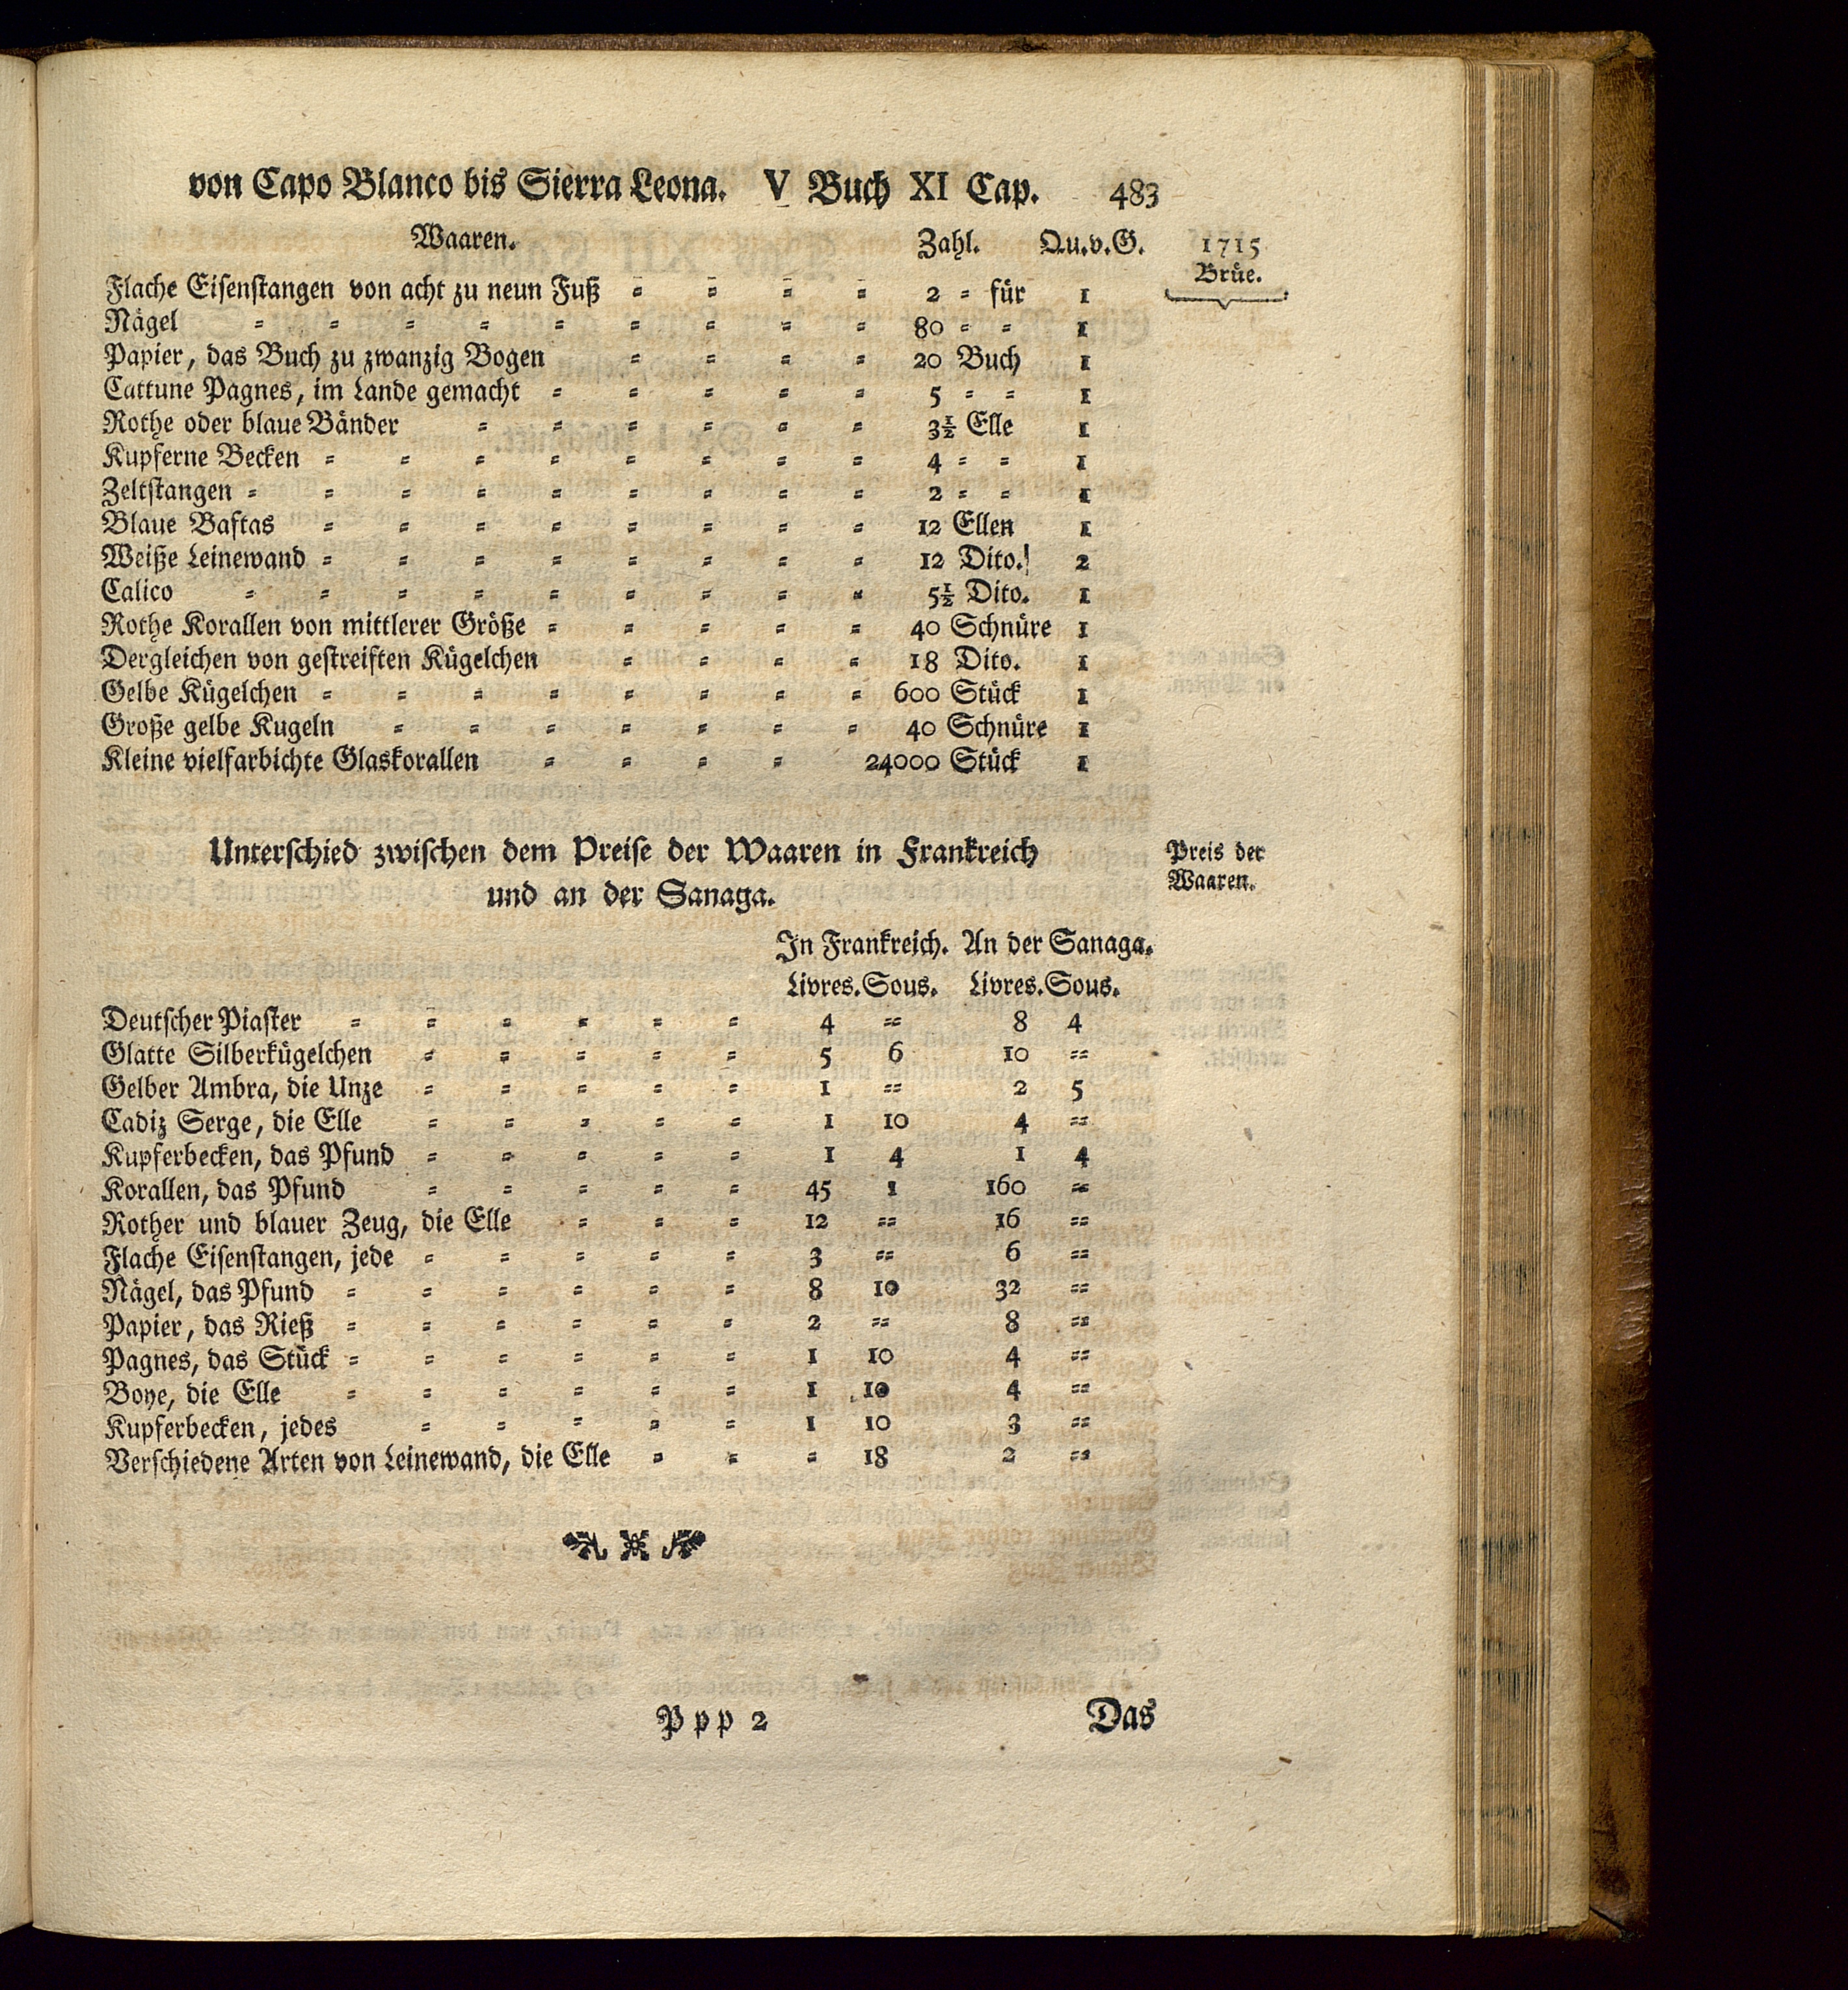 von Capo Blanco bis Sierra Leona. V Buch XI Cap. 483
Waaren. Zahl. Qu.v.G. 1715
Brüe.
Flache Eisenstangen von acht zu neun Fuß = = = = 2 = für 1
Nägel = = = = = = = = = 80 = = 1
Papier, das Buch zu zwanzig Bogen = = = = 20 Buch 1
Cattune Pagnes, im Lande gemacht = = = = = 5 = = 1
Rothe oder blaue Bänder = = = = = = 3½ Elle 1
Kupferne Becken = = = = = = = = 4 = = 1
Zeltstangen = = = = = = = = = 2 = = 1
Blaue Baftas = = = = = = = = 12 Ellen 1
Weiße Leinewand = = = = = = = = 12 Dito. 2
Calico = = = = = = = = = 5½ Dito. 1
Rothe Korallen von mittlerer Größe = = = = = 40 Schnüre 1
Dergleichen von gestreiften Kügelchen = = = = 18 Dito. 1
Gelbe Kügelchen = = = = = = = = 600 Stück 1
Große gelbe Kugeln = = = = = = = 40 Schnüre 1
Kleine vielfarbichte Glaskorallen = = = = 24000 Stück 1
Unterschied zwischen dem Preise der Waaren in Frankreich
und an der Sanaga.
Preis der
Waaren.
In Frankreich. An der Sanaga.
Livres. Sous. Livres. Sous.
Deutscher Piaster = = = = = = 4 == 8 4
Glatte Silberkügelchen = = = = = 5 6 10 ==
Gelber Ambra, die Unze = = = = = 1 == 2 5
Cadiz Serge, die Elle = = = = = 1 10 4 ==
Kupferbecken, das Pfund = = = = = 1 4 1 4
Korallen, das Pfund = = = = = 45 1 160 ==
Rother und blauer Zeug, die Elle = = = 12 == 16 ==
Flache Eisenstangen, jede = = = = = 3 == 6 ==
Nägel, das Pfund = = = = = = 8 10 32 ==
Papier, das Rieß = = = = = = 2 == 8 ==
Pagnes, das Stück = = = = = = 1 10 4 ==
Boye, die Elle = = = = = = 1 10 4 ==
Kupferbecken, jedes = = = = = 1 10 3 ==
Verschiedene Arten von Leinewand, die Elle = = = 18 2 ==
Ppp 2 Das